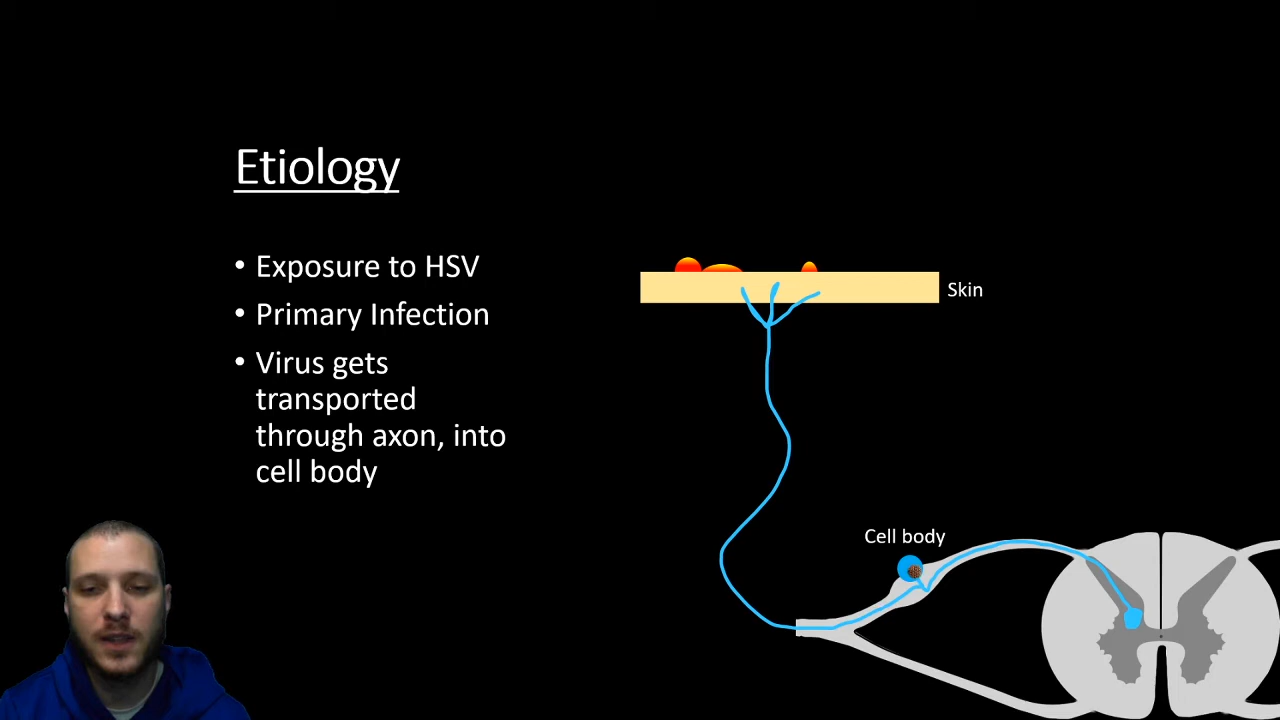 Etiology
• Exposure to HSV
• Primary Infection
• Virus gets
transported
through axon, into
cell body
Skin
Cell body